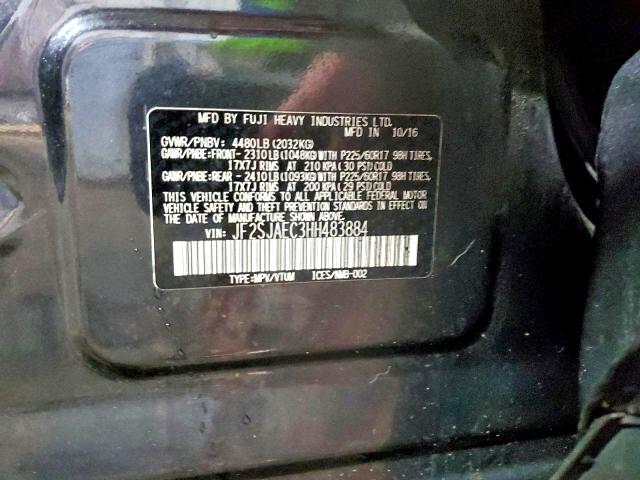 MFD BY FUJI HEAVY INDUSTRIES LTD.
MFD IN 10/16
GVWR/PNBV: 4480LB(2032KG)
GAWR/PNBE:FRONT- 2310LB(1048KG)WITH P225/60R17 98H TIRES,
17X7J RIMS AT 210 KPA(30 PSI)COLD
GAWR/PNBE:REAR - 2410LB(1093KG)WITH P225/60R17 98H TIRES,
17X7J RIMS AT 200 KPA(29 PSI)COLD
THIS VEHICLE CONFORMS TO ALL APPLICABLE FEDERAL MOTOR
VEHICLE SAFETY STANDARDS IN EFFECT ON
THE DATE OF MANUFACTURE SHOWN ABOVE.
VIN: JF2SJAEC3HH483884
TYPE:MPV/VTUM ICES/NMB-002